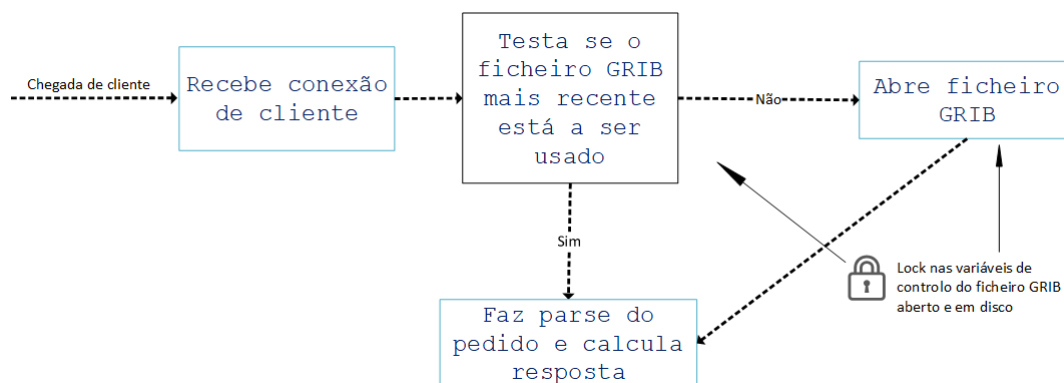 Chegada de cliente
Recebe conexão
de cliente
Testa se o
ficheiro GRIB
mais recente
está a ser
usado
Não
Abre ficheiro
GRIB
Sim
Lock nas variáveis de
controlo do ficheiro GRIB
aberto e em disco
Faz parse do
pedido e calcula
resposta